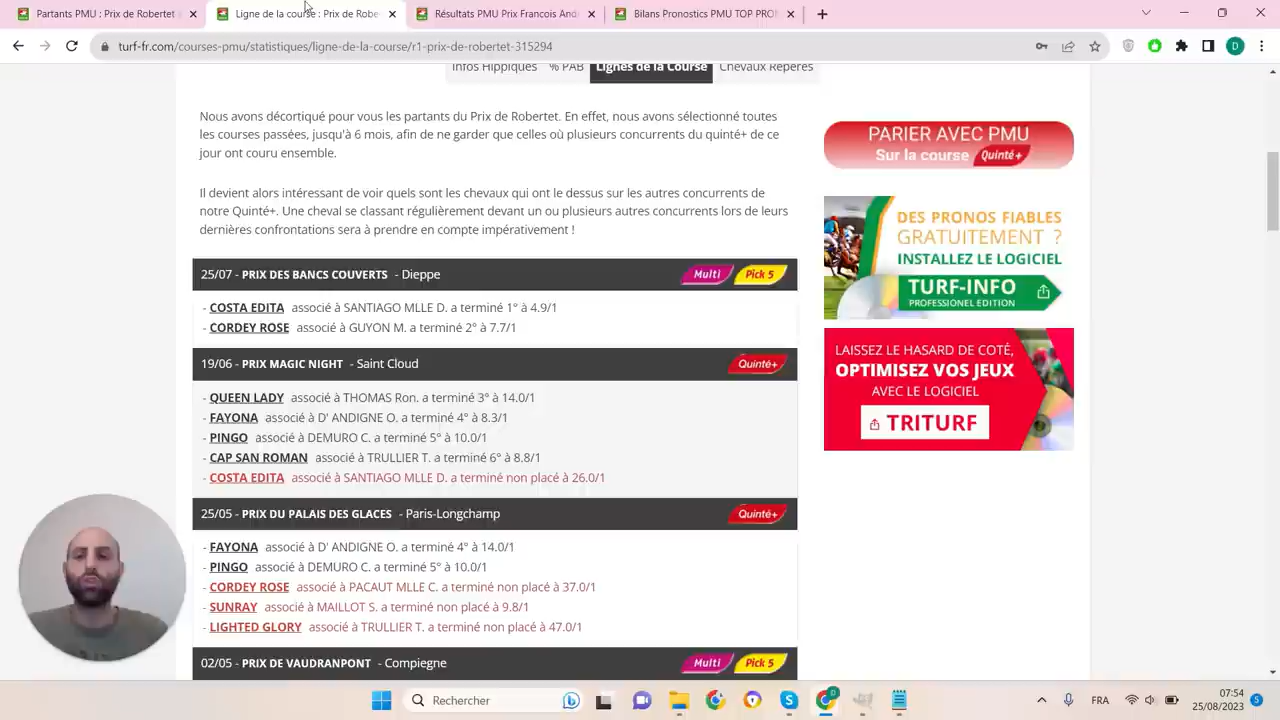 Partants Prix de Robertet : PMU
Ligne de la course : Prix de Robe
Résultats PMU Prix Francois And
Bilans Pronostics PMU TOP PRO
turf-fr.com/courses-pmu/statistiques/ligne-de-la-course/r1-prix-de-robertet-315294
D
Infos Hippiques % PAB Lignes de la Course Chevaux Repères
Nous avons décortiqué pour vous les partants du Prix de Robertet. En effet, nous avons sélectionné toutes
les courses passées, jusqu'à 6 mois, afin de ne garder que celles où plusieurs concurrents du quinté+ de ce
jour ont couru ensemble.
Il devient alors intéressant de voir quels sont les chevaux qui ont le dessus sur les autres concurrents de
notre Quinté+. Une cheval se classant régulièrement devant un ou plusieurs autres concurrents lors de leurs
dernières confrontations sera à prendre en compte impérativement !
25/07 - PRIX DES BANCS COUVERTS - Dieppe Multi Pick 5
- COSTA EDITA associé à SANTIAGO MLLE D. a terminé 1° à 4.9/1
- CORDEY ROSE associé à GUYON M. a terminé 2° à 7.7/1
19/06 - PRIX MAGIC NIGHT - Saint Cloud Quinté+
- QUEEN LADY associé à THOMAS Ron. a terminé 3° à 14.0/1
- FAYONA associé à D' ANDIGNE O. a terminé 4° à 8.3/1
- PINGO associé à DEMURO C. a terminé 5° à 10.0/1
- CAP SAN ROMAN associé à TRULLIER T. a terminé 6° à 8.8/1
- COSTA EDITA associé à SANTIAGO MLLE D. a terminé non placé à 26.0/1
25/05 - PRIX DU PALAIS DES GLACES - Paris-Longchamp Quinté+
- FAYONA associé à D' ANDIGNE O. a terminé 4° à 14.0/1
- PINGO associé à DEMURO C. a terminé 5° à 10.0/1
- CORDEY ROSE associé à PACAUT MLLE C. a terminé non placé à 37.0/1
- SUNRAY associé à MAILLOT S. a terminé non placé à 9.8/1
- LIGHTED GLORY associé à TRULLIER T. a terminé non placé à 47.0/1
02/05 - PRIX DE VAUDRANPONT - Compiegne Multi Pick 5
PARIER AVEC PMU
Sur la course Quinté+
DES PRONOS FIABLES
GRATUITEMENT ?
INSTALLEZ LE LOGICIEL
TURF-INFO
PROFESSIONEL EDITION
LAISSEZ LE HASARD DE COTÉ,
OPTIMISEZ VOS JEUX
AVEC LE LOGICIEL
TRITURF
Rechercher
D
FRA
07:54
25/08/2023
5